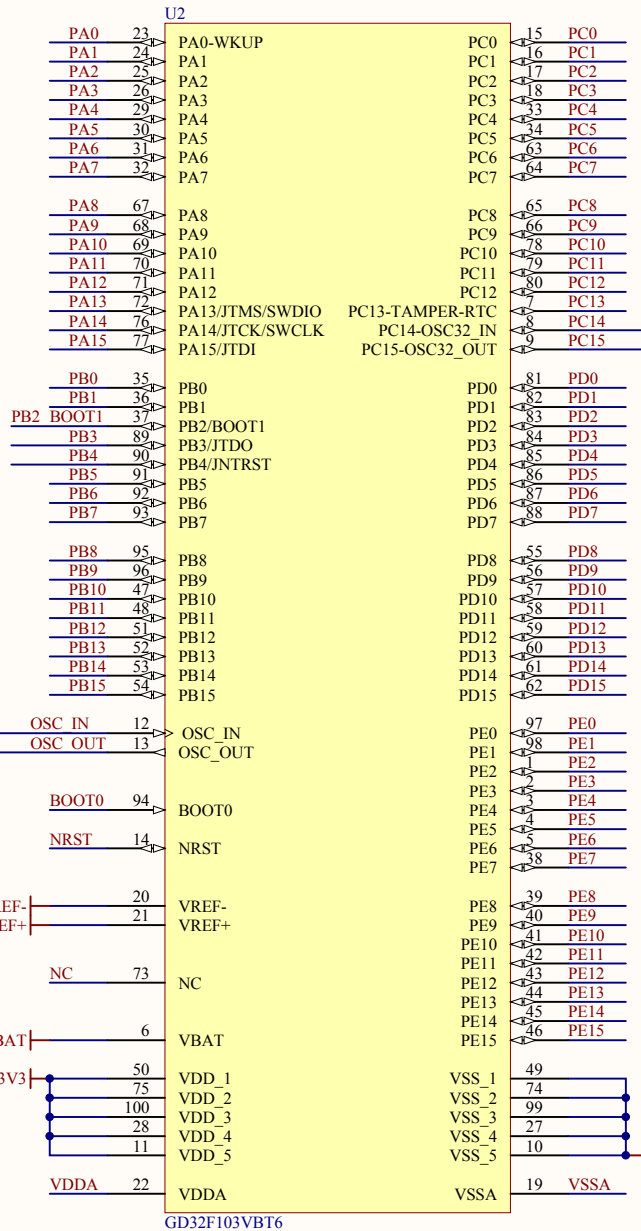 U2
PA0 23 PA0-WKUP PC0 15 PC0
PA1 24 PA1 PC1 16 PC1
PA2 25 PA2 PC2 17 PC2
PA3 26 PA3 PC3 18 PC3
PA4 29 PA4 PC4 33 PC4
PA5 30 PA5 PC5 34 PC5
PA6 31 PA6 PC6 63 PC6
PA7 32 PA7 PC7 64 PC7
PA8 67 PA8 PC8 65 PC8
PA9 68 PA9 PC9 66 PC9
PA10 69 PA10 PC10 78 PC10
PA11 70 PA11 PC11 79 PC11
PA12 71 PA12 PC12 80 PC12
PA13 72 PA13/JTMS/SWDIO PC13-TAMPER-RTC 7 PC13
PA14 76 PA14/JTCK/SWCLK PC14-OSC32_IN 8 PC14
PA15 77 PA15/JTDI PC15-OSC32_OUT 9 PC15
PB0 35 PB0 PD0 81 PD0
PB1 36 PB1 PD1 82 PD1
PB2 BOOT1 37 PB2/BOOT1 PD2 83 PD2
PB3 89 PB3/JTDO PD3 84 PD3
PB4 90 PB4/JNTRST PD4 85 PD4
PB5 91 PB5 PD5 86 PD5
PB6 92 PB6 PD6 87 PD6
PB7 93 PB7 PD7 88 PD7
PB8 95 PB8 PD8 55 PD8
PB9 96 PB9 PD9 56 PD9
PB10 47 PB10 PD10 57 PD10
PB11 48 PB11 PD11 58 PD11
PB12 51 PB12 PD12 59 PD12
PB13 52 PB13 PD13 60 PD13
PB14 53 PB14 PD14 61 PD14
PB15 54 PB15 PD15 62 PD15
OSC IN 12 OSC_IN PE0 97 PE0
OSC OUT 13 OSC_OUT PE1 98 PE1
PE2 1 PE2
PE3 2 PE3
BOOT0 94 BOOT0 PE4 3 PE4
PE5 4 PE5
NRST 14 NRST PE6 5 PE6
PE7 38 PE7
REF- 20 VREF- PE8 39 PE8
EF+ 21 VREF+ PE9 40 PE9
PE10 41 PE10
PE11 42 PE11
NC 73 NC PE12 43 PE12
PE13 44 PE13
PE14 45 PE14
BAT 6 VBAT PE15 46 PE15
3V3 50 VDD_1 VSS_1 49
75 VDD_2 VSS_2 74
100 VDD_3 VSS_3 99
28 VDD_4 VSS_4 27
11 VDD_5 VSS_5 10
VDDA 22 VDDA VSSA 19 VSSA
GD32F103VBT6